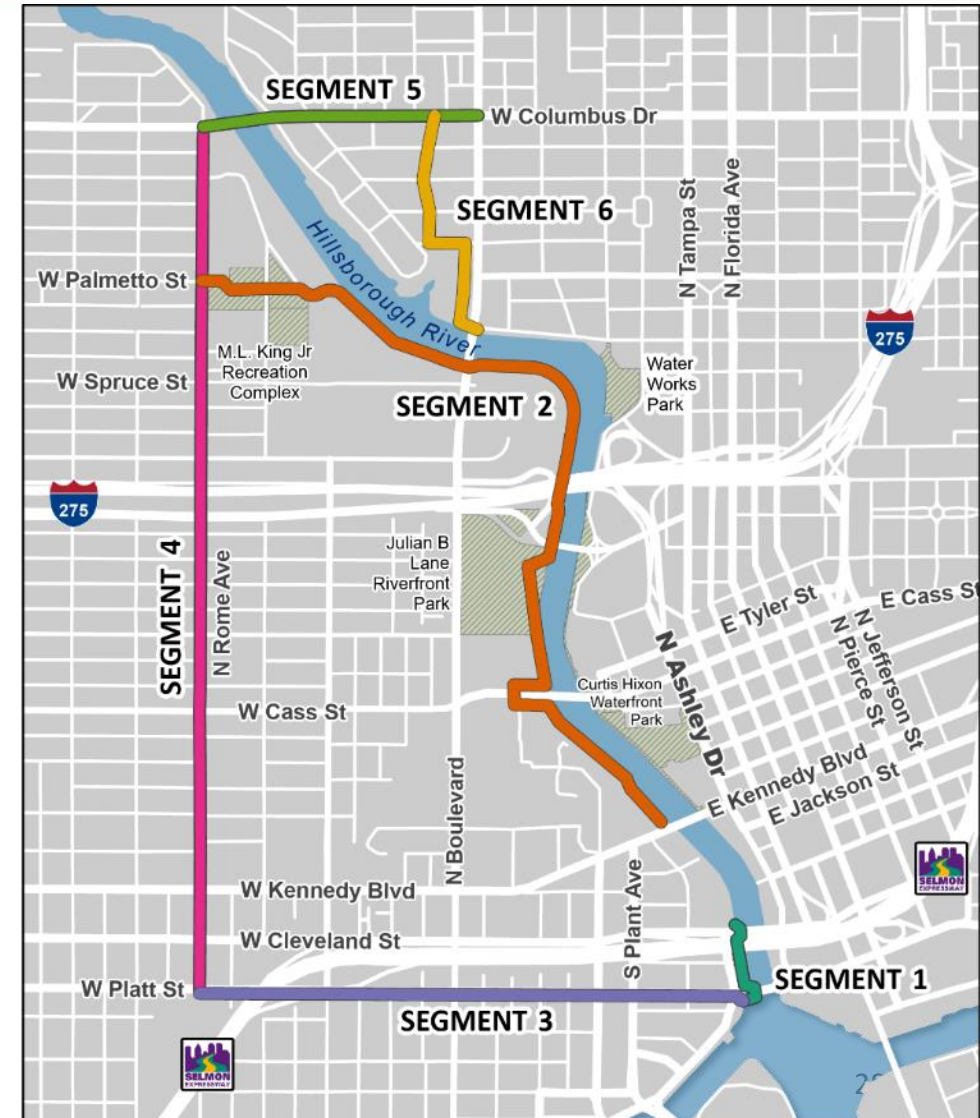 SEGMENT 5
W Columbus Dr
SEGMENT 6
N Tampa St
N Florida Ave
Hillsborough River
W Palmetto St
275
M.L. King Jr
Recreation
Complex
Water
Works
Park
W Spruce St
SEGMENT 2
275
SEGMENT 4
N Rome Ave
Julian B
Lane
Riverfront
Park
E Tyler St
E Cass St
N Pierce St
N Jefferson St
N Ashley Dr
Curtis Hixon
Waterfront
Park
W Cass St
E Kennedy Blvd
E Jackson St
N Boulevard
SELMON
EXPRESSWAY
W Kennedy Blvd
S Plant Ave
W Cleveland St
W Platt St
SEGMENT 1
SEGMENT 3
SELMON
EXPRESSWAY